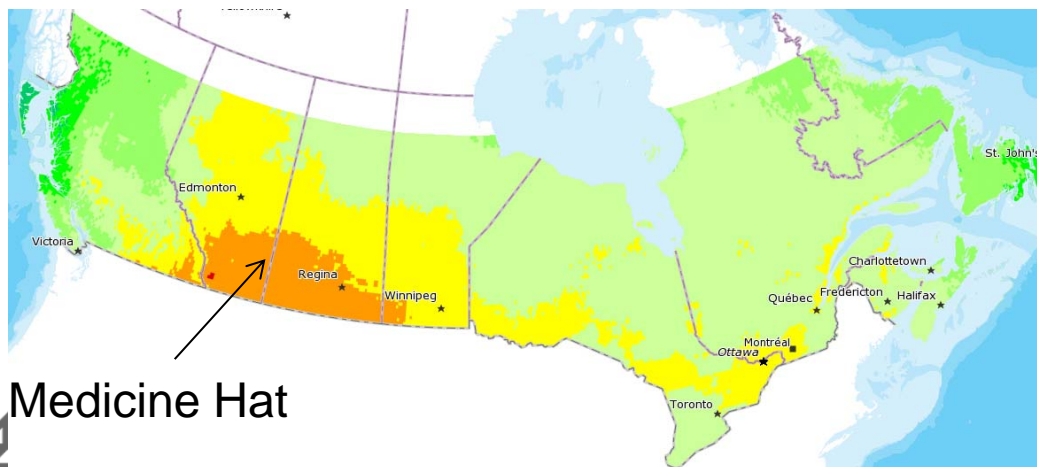 Edmonton
Victoria
Regina
Winnipeg
St. John's
Charlottetown
Fredericton
Halifax
Québec
Montréal
Ottawa
Toronto
Medicine Hat